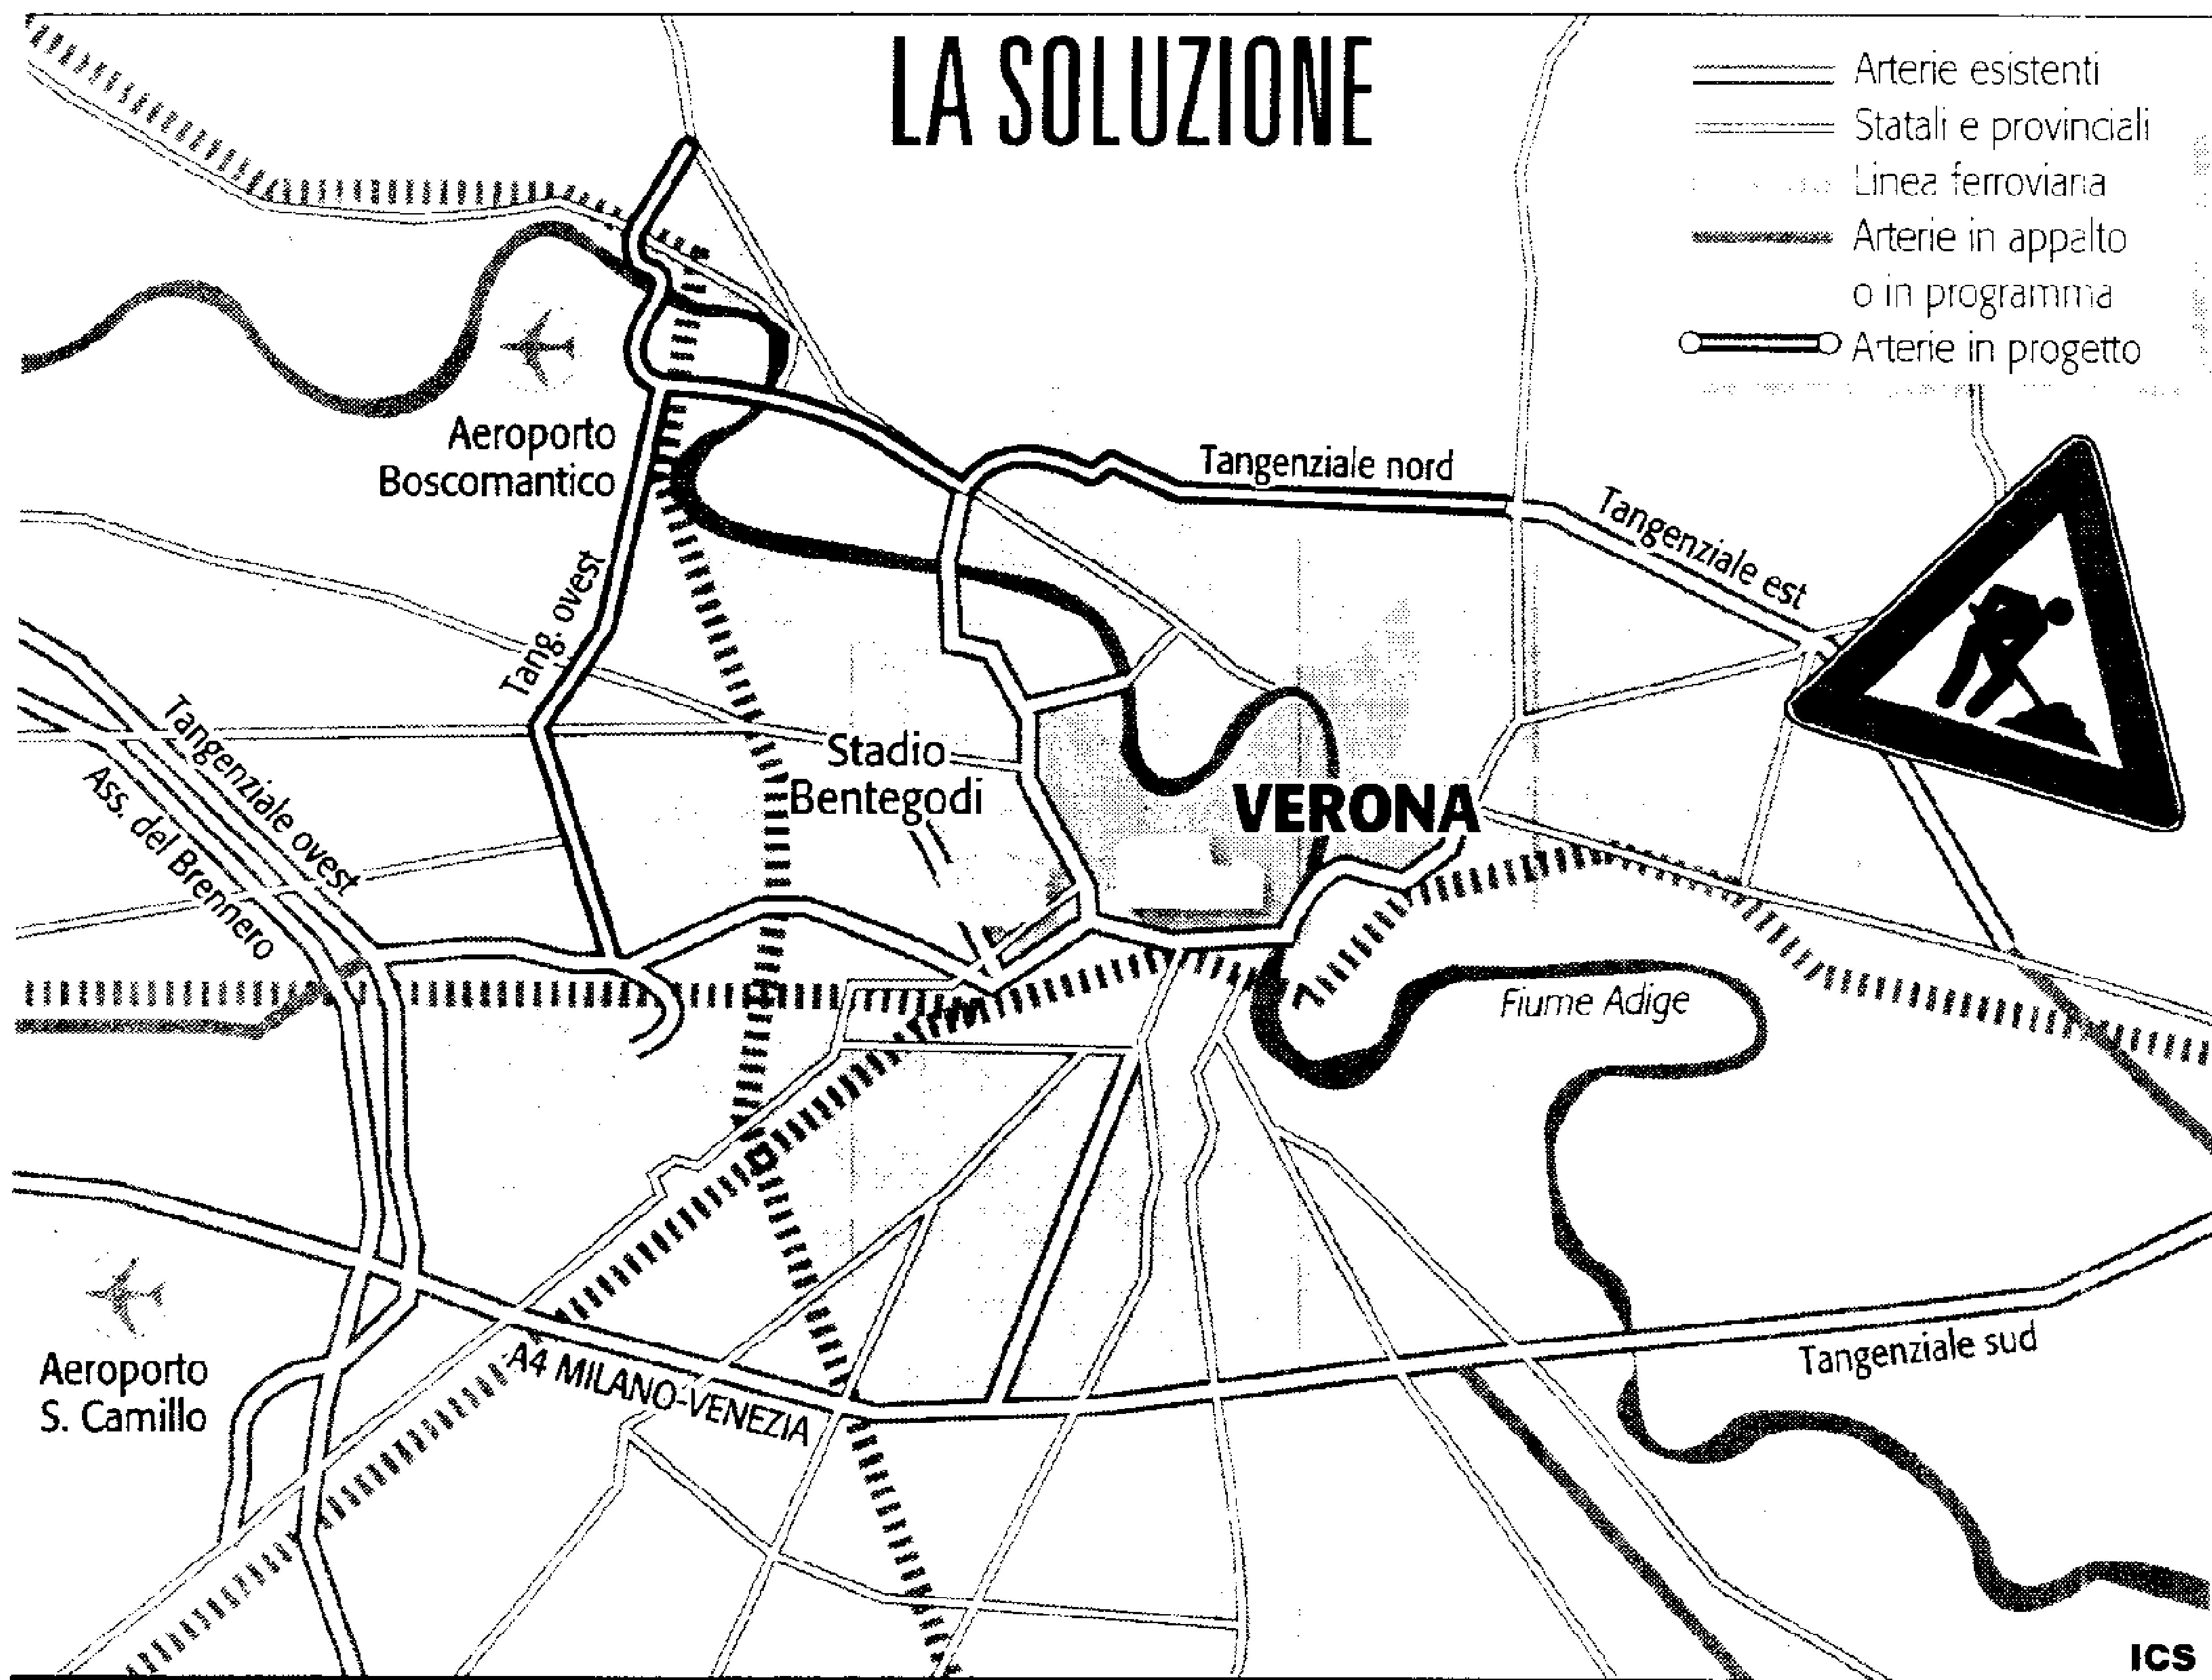 LA SOLUZIONE
Arterie esistenti
Statali e provinciali
Linea ferroviaria
Arterie in appalto
o in programma
Arterie in progetto
Aeroporto
Boscomantico
Tangenziale nord
Tangenziale est
Tang. ovest
Tangenziale ovest
Ass. del Brennero
Stadio
Bentegodi
VERONA
Fiume Adige
Aeroporto
S. Camillo
A4 MILANO-VENEZIA
Tangenziale sud
ICS